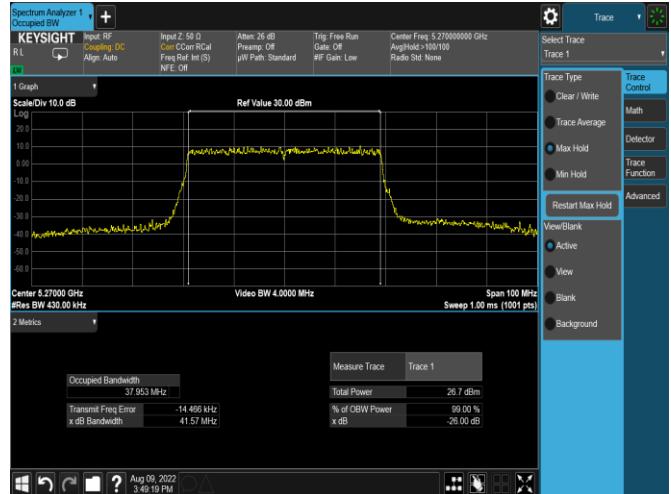 Spectrum Analyzer 1
Occupied BW
KEYSIGHT
RL
LW
Input: RF
Coupling: DC
Align: Auto
Input Z: 50 Ω
Corr CCorr RCal
Freq Ref: Int (S)
NFE: Off
Atten: 26 dB
Preamp: Off
µW Path: Standard
Trig: Free Run
Gate: Off
#IF Gain: Low
Center Freq: 5.270000000 GHz
Avg|Hold:>100/100
Radio Std: None
1 Graph
Scale/Div 10.0 dB
Ref Value 30.00 dBm
Log
20.0
10.0
0.00
-10.0
-20.0
-30.0
-40.0
-50.0
-60.0
Center 5.27000 GHz
Video BW 4.0000 MHz
Span 100 MHz
#Res BW 430.00 kHz
Sweep 1.00 ms (1001 pts)
2 Metrics
Occupied Bandwidth
37.953 MHz
Transmit Freq Error -14.466 kHz
x dB Bandwidth 41.57 MHz
Measure Trace Trace 1
Total Power 26.7 dBm
% of OBW Power 99.00 %
x dB -26.00 dB
Aug 09, 2022
3:49:19 PM
Trace
Select Trace
Trace 1
Trace Type
Clear / Write
Trace Average
Max Hold
Min Hold
Restart Max Hold
View/Blank
Active
View
Blank
Background
Trace
Control
Math
Detector
Trace
Function
Advanced